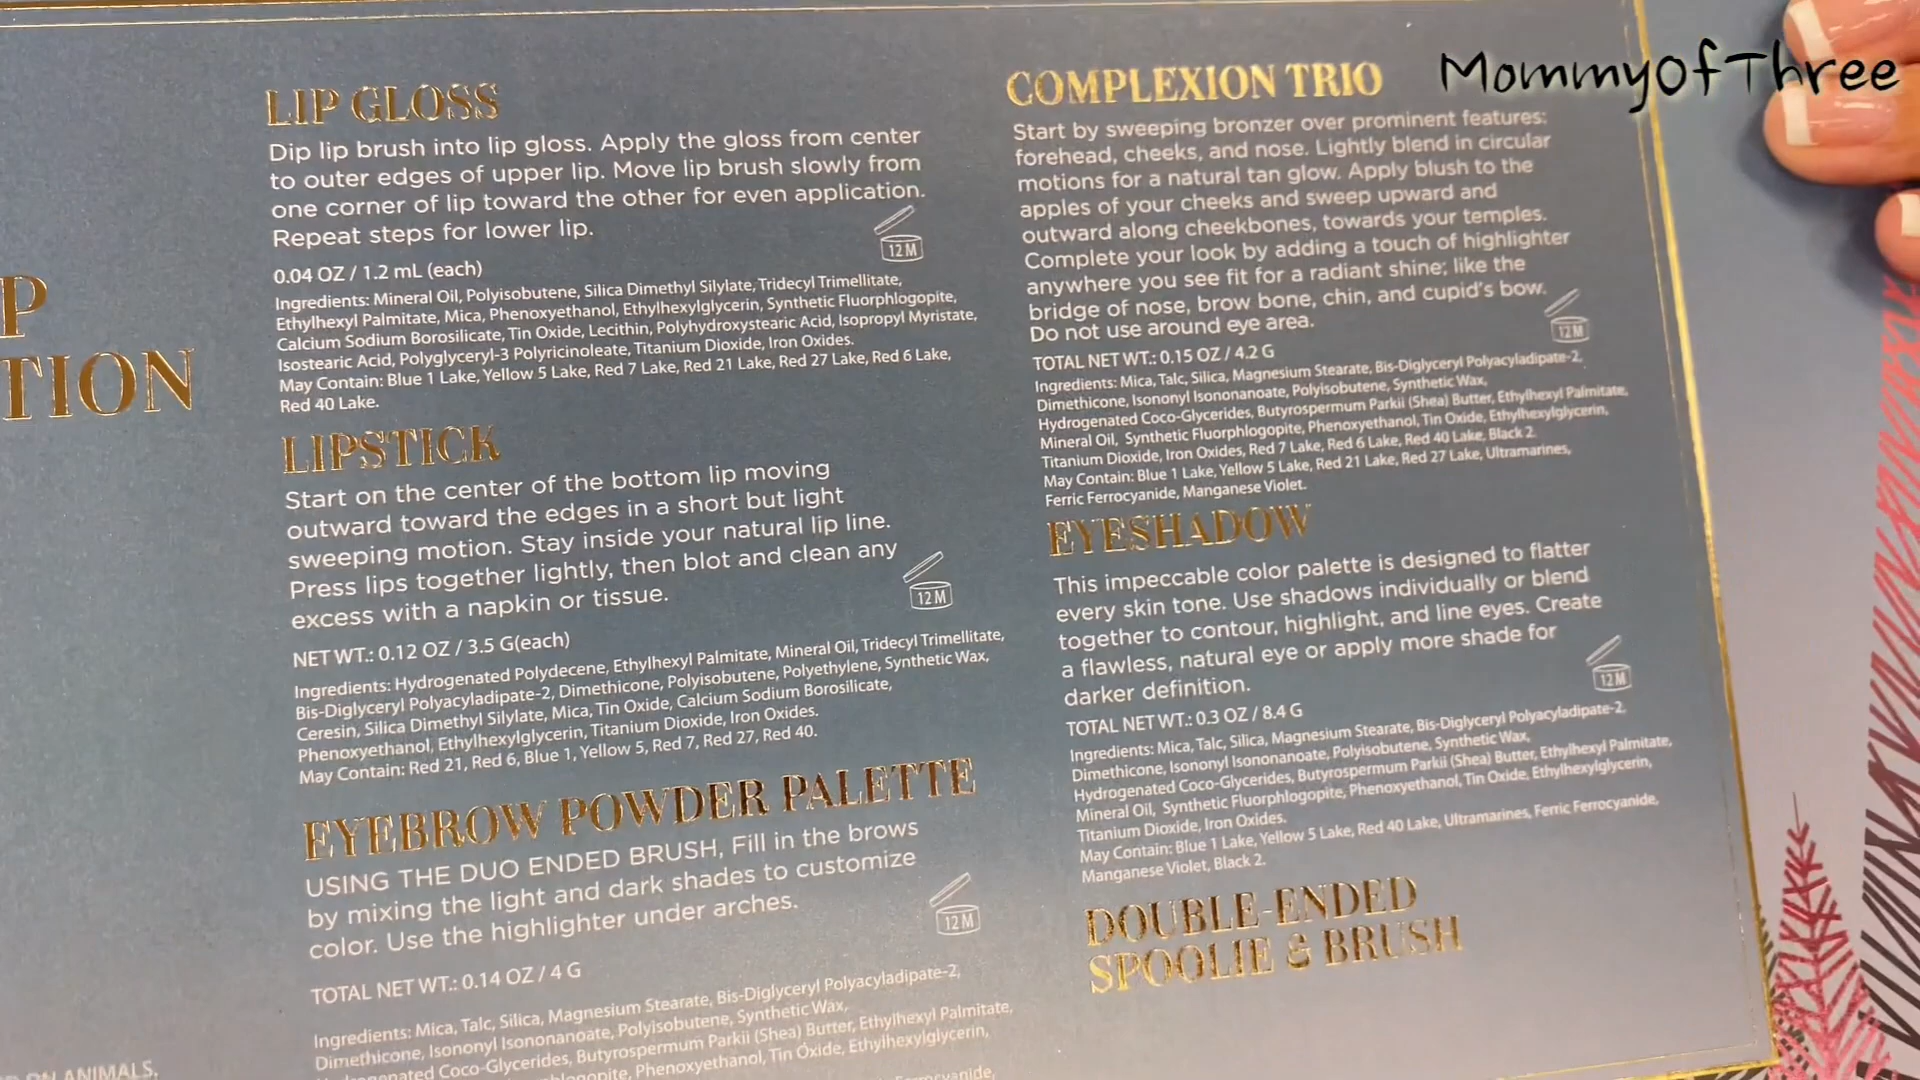 MommyOfThree
P
TION
ON ANIMALS.
LIP GLOSS
Dip lip brush into lip gloss. Apply the gloss from center
to outer edges of upper lip. Move lip brush slowly from
one corner of lip toward the other for even application.
Repeat steps for lower lip.
12M
0.04 OZ / 1.2 mL (each)
Ingredients: Mineral Oil, Polyisobutene, Silica Dimethyl Silylate, Tridecyl Trimellitate,
Ethylhexyl Palmitate, Mica, Phenoxyethanol, Ethylhexylglycerin, Synthetic Fluorphlogopite,
Calcium Sodium Borosilicate, Tin Oxide, Lecithin, Polyhydroxystearic Acid, Isopropyl Myristate,
Isostearic Acid, Polyglyceryl-3 Polyricinoleate, Titanium Dioxide, Iron Oxides.
May Contain: Blue 1 Lake, Yellow 5 Lake, Red 7 Lake, Red 21 Lake, Red 27 Lake, Red 6 Lake,
Red 40 Lake.
LIPSTICK
Start on the center of the bottom lip moving
outward toward the edges in a short but light
sweeping motion. Stay inside your natural lip line.
Press lips together lightly, then blot and clean any
excess with a napkin or tissue.
12M
NET WT.: 0.12 OZ / 3.5 G(each)
Ingredients: Hydrogenated Polydecene, Ethylhexyl Palmitate, Mineral Oil, Tridecyl Trimellitate,
Bis-Diglyceryl Polyacyladipate-2, Dimethicone, Polyisobutene, Polyethylene, Synthetic Wax,
Ceresin, Silica Dimethyl Silylate, Mica, Tin Oxide, Calcium Sodium Borosilicate,
Phenoxyethanol, Ethylhexylglycerin, Titanium Dioxide, Iron Oxides.
May Contain: Red 21, Red 6, Blue 1, Yellow 5, Red 7, Red 27, Red 40.
EYEBROW POWDER PALETTE
USING THE DUO ENDED BRUSH, Fill in the brows
by mixing the light and dark shades to customize
color. Use the highlighter under arches.
12M
TOTAL NET WT.: 0.14 OZ / 4 G
Ingredients: Mica, Talc, Silica, Magnesium Stearate, Bis-Diglyceryl Polyacyladipate-2,
Dimethicone, Isononyl Isononanoate, Polyisobutene, Synthetic Wax,
Coco-Glycerides, Butyrospermum Parkii (Shea) Butter, Ethylhexyl Palmitate,
Phenoxyethanol, Tin Oxide, Ethylhexylglycerin,
COMPLEXION TRIO
Start by sweeping bronzer over prominent features:
forehead, cheeks, and nose. Lightly blend in circular
motions for a natural tan glow. Apply blush to the
apples of your cheeks and sweep upward and
outward along cheekbones, towards your temples.
Complete your look by adding a touch of highlighter
anywhere you see fit for a radiant shine; like the
bridge of nose, brow bone, chin, and cupid's bow.
Do not use around eye area.
12M
TOTAL NET WT.: 0.15 OZ / 4.2 G
Ingredients: Mica, Talc, Silica, Magnesium Stearate, Bis-Diglyceryl Polyacyladipate-2,
Dimethicone, Isononyl Isononanoate, Polyisobutene, Synthetic Wax,
Hydrogenated Coco-Glycerides, Butyrospermum Parkii (Shea) Butter, Ethylhexyl Palmitate,
Mineral Oil, Synthetic Fluorphlogopite, Phenoxyethanol, Tin Oxide, Ethylhexylglycerin,
Titanium Dioxide, Iron Oxides, Red 7 Lake, Red 6 Lake, Red 40 Lake, Black 2.
May Contain: Blue 1 Lake, Yellow 5 Lake, Red 21 Lake, Red 27 Lake, Ultramarines,
Ferric Ferrocyanide, Manganese Violet.
EYESHADOW
This impeccable color palette is designed to flatter
every skin tone. Use shadows individually or blend
together to contour, highlight, and line eyes. Create
a flawless, natural eye or apply more shade for
darker definition.
12M
TOTAL NET WT.: 0.3 OZ / 8.4 G
Ingredients: Mica, Talc, Silica, Magnesium Stearate, Bis-Diglyceryl Polyacyladipate-2,
Dimethicone, Isononyl Isononanoate, Polyisobutene, Synthetic Wax,
Hydrogenated Coco-Glycerides, Butyrospermum Parkii (Shea) Butter, Ethylhexyl Palmitate,
Mineral Oil, Synthetic Fluorphlogopite, Phenoxyethanol, Tin Oxide, Ethylhexylglycerin,
Titanium Dioxide, Iron Oxides.
May Contain: Blue 1 Lake, Yellow 5 Lake, Red 40 Lake, Ultramarines, Ferric Ferrocyanide,
Manganese Violet, Black 2.
DOUBLE-ENDED
SPOOLIE & BRUSH